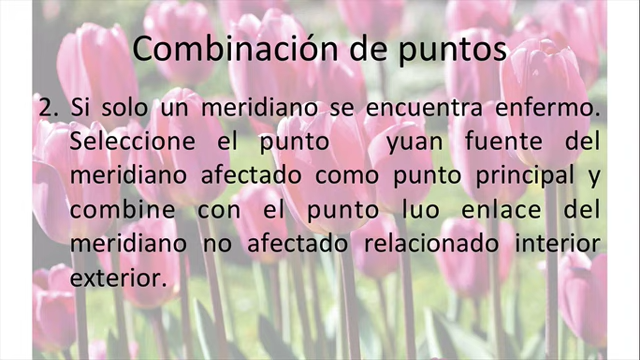 Combinación de puntos
2. Si solo un meridiano se encuentra enfermo.
Seleccione el punto yuan fuente del
meridiano afectado como punto principal y
combine con el punto luo enlace del
meridiano no afectado relacionado interior
exterior.